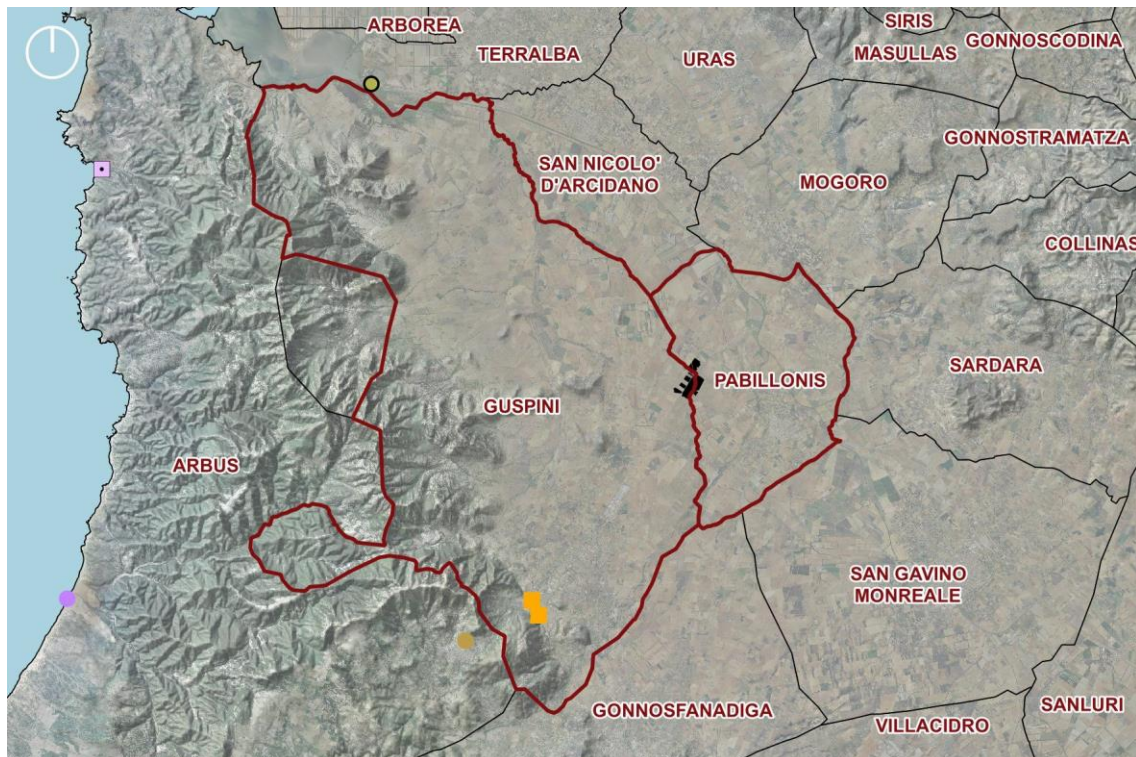 ARBOREA
SIRIS
TERRALBA
URAS
MASULLAS
GONNOSCODINA
GONNOSTRAMATZA
SAN NICOLO'
D'ARCIDANO
MOGORO
COLLINAS
SARDARA
PABILLONIS
GUSPINI
ARBUS
SAN GAVINO
MONREALE
GONNOSFANADIGA
SANLURI
VILLACIDRO